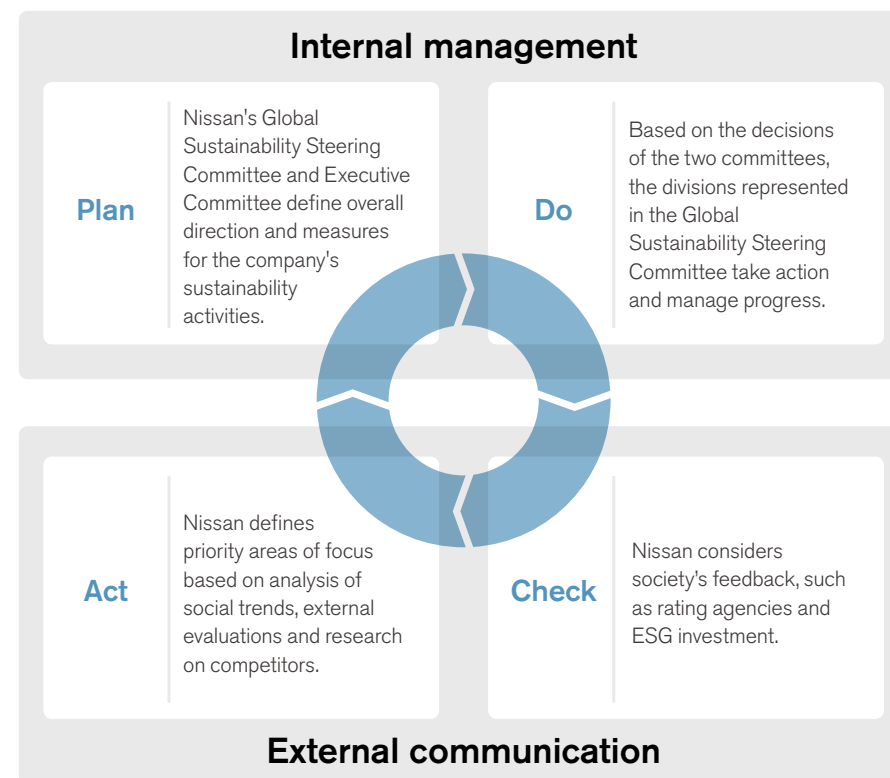 Internal management
Plan
Nissan's Global
Sustainability Steering
Committee and Executive
Committee define overall
direction and measures
for the company's
sustainability
activities.
Do
Based on the decisions
of the two committees,
the divisions represented
in the Global
Sustainability Steering
Committee take action
and manage progress.
Act
Nissan defines
priority areas of focus
based on analysis of
social trends, external
evaluations and research
on competitors.
Check
Nissan considers
society’s feedback, such
as rating agencies and
ESG investment.
External communication